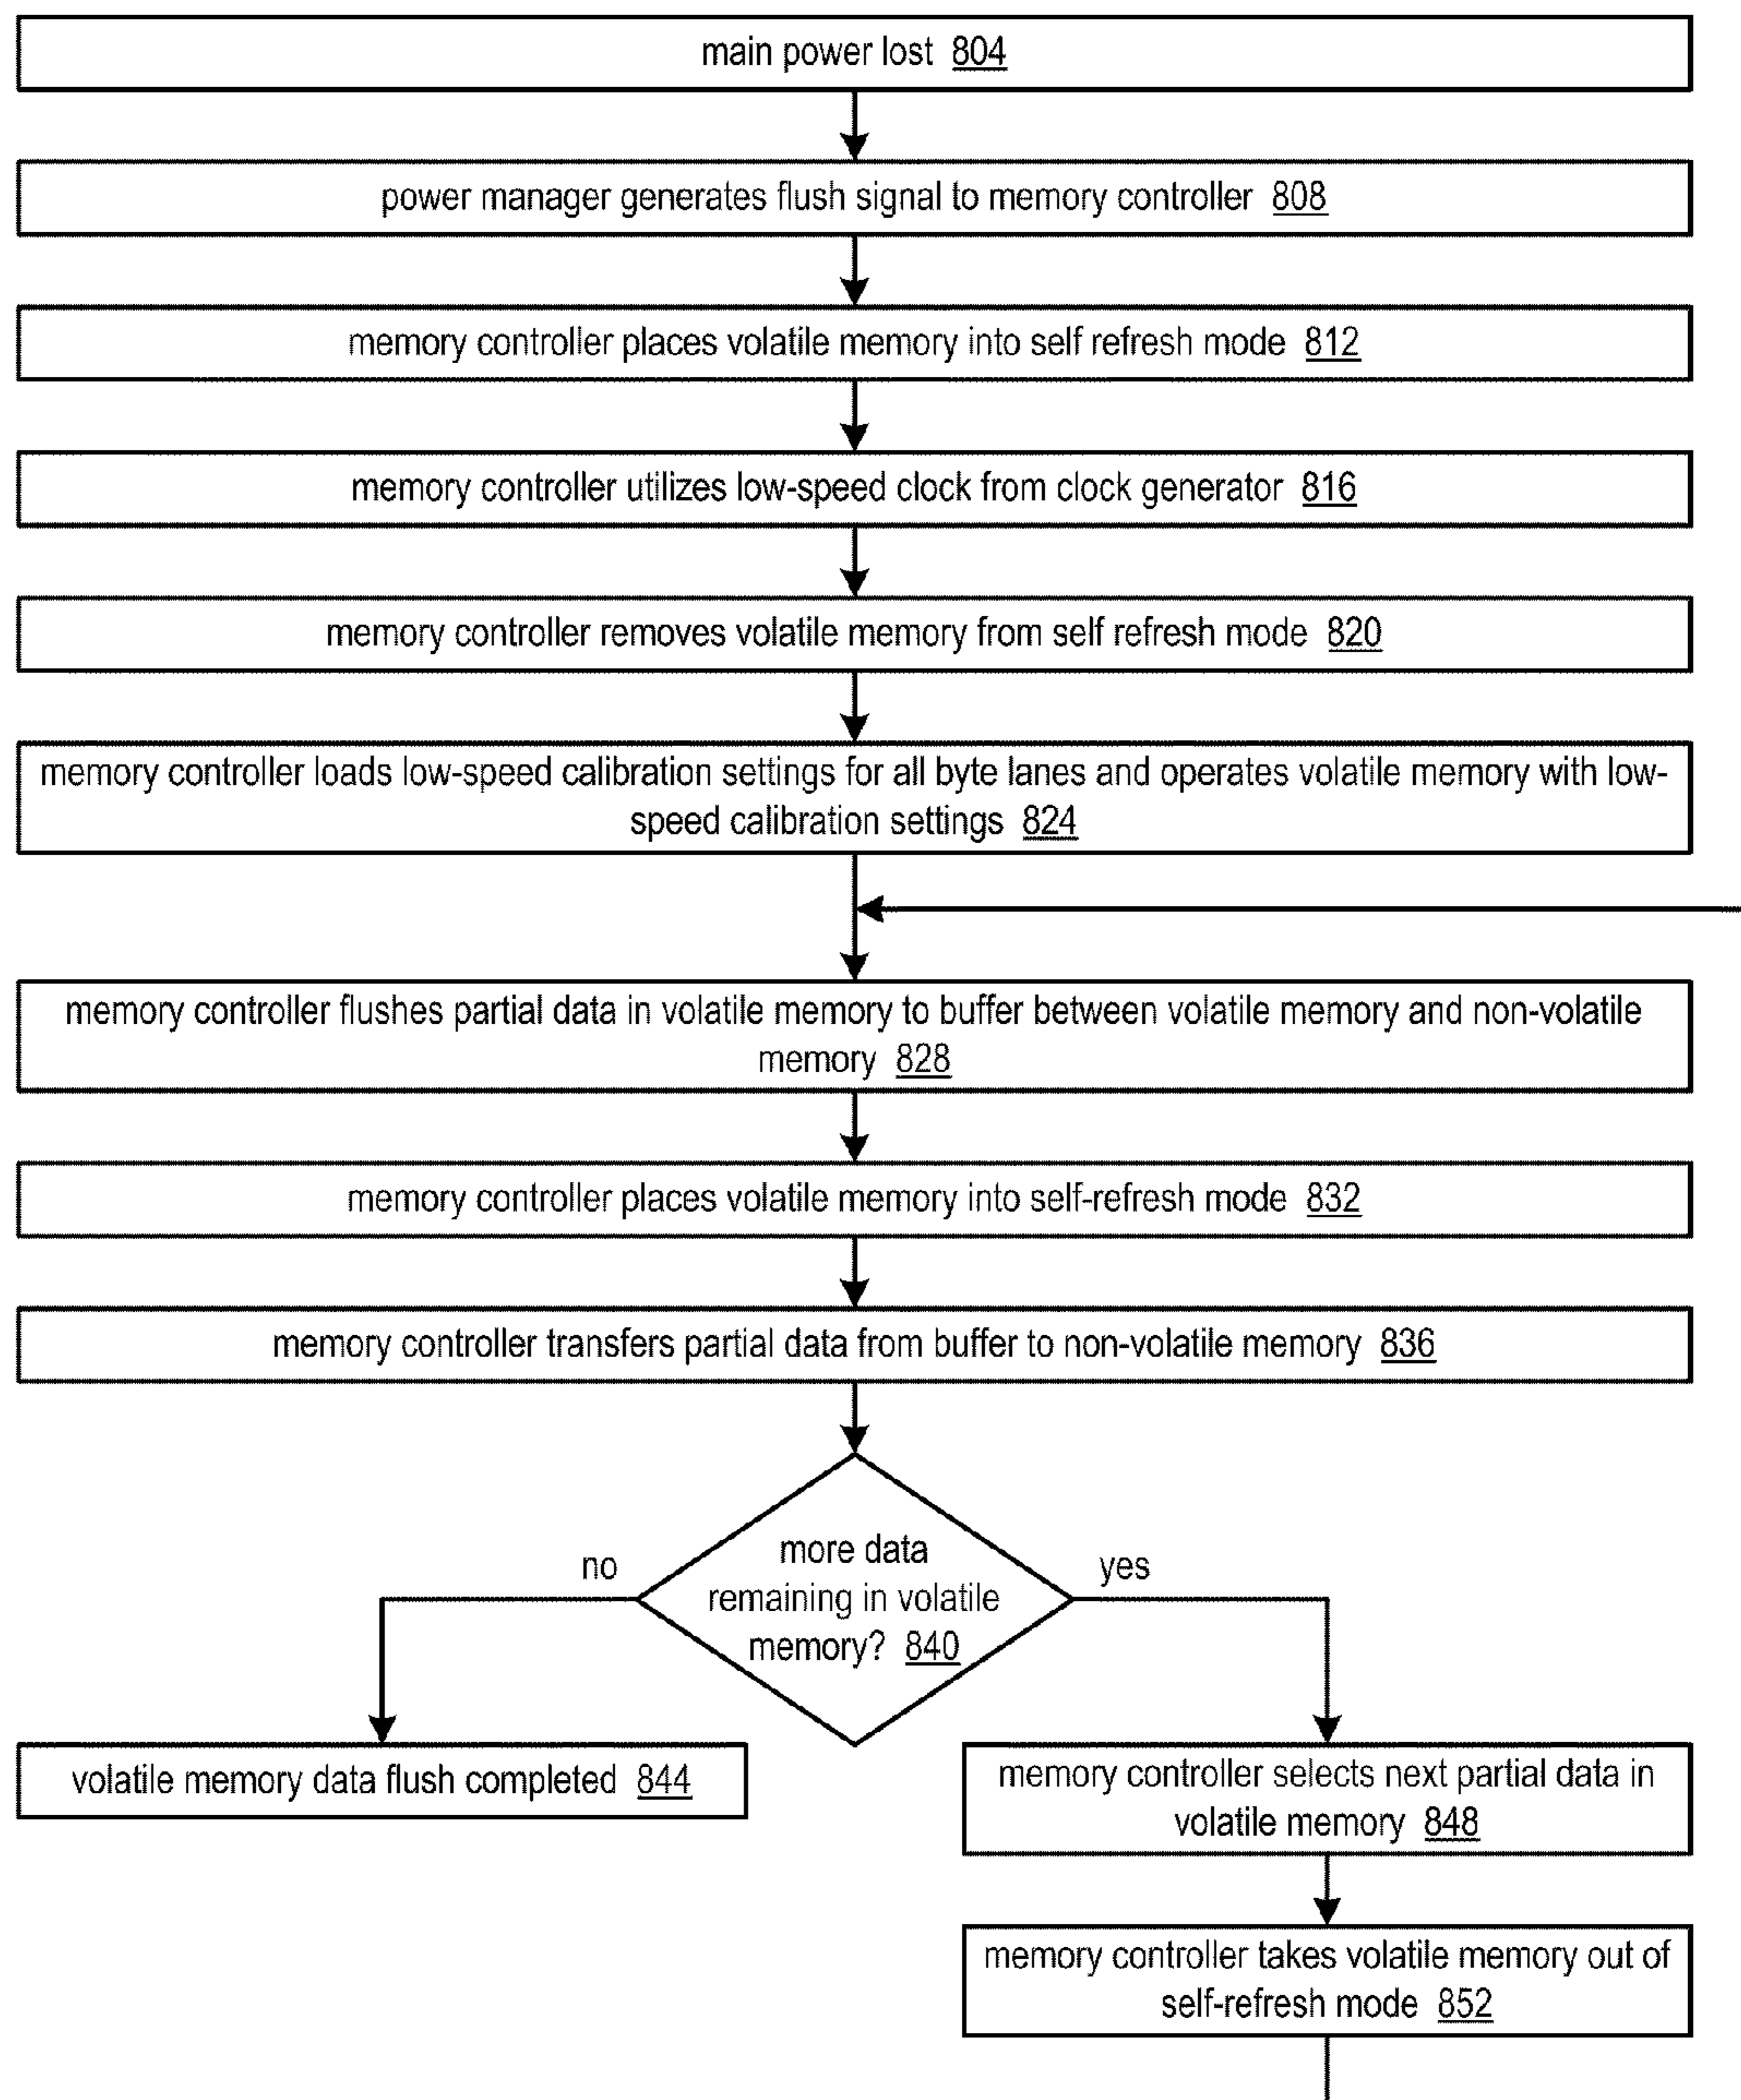 main power lost 804
power manager generates flush signal to memory controller 808
memory controller places volatile memory into self refresh mode 812
memory controller utilizes low-speed clock from clock generator 816
memory controller removes volatile memory from self refresh mode 820
memory controller loads low-speed calibration settings for all byte lanes and operates volatile memory with low-
speed calibration settings 824
memory controller flushes partial data in volatile memory to buffer between volatile memory and non-volatile
memory 828
memory controller places volatile memory into self-refresh mode 832
memory controller transfers partial data from buffer to non-volatile memory 836
more data
remaining in volatile
memory? 840
no
yes
volatile memory data flush completed 844
memory controller selects next partial data in
volatile memory 848
memory controller takes volatile memory out of
self-refresh mode 852